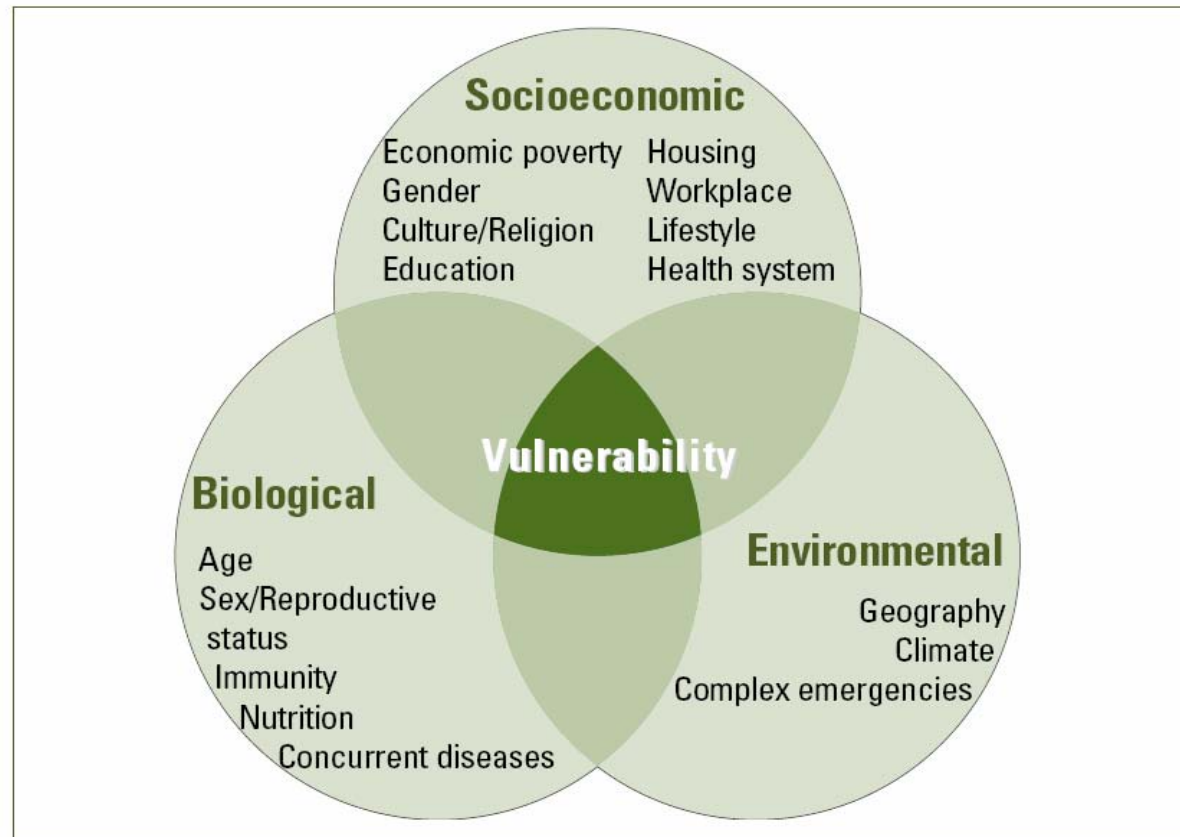 Socioeconomic
Economic poverty
Gender
Culture/Religion
Education
Housing
Workplace
Lifestyle
Health system
Vulnerability
Biological
Age
Sex/Reproductive
status
Immunity
Nutrition
Concurrent diseases
Environmental
Geography
Climate
Complex emergencies